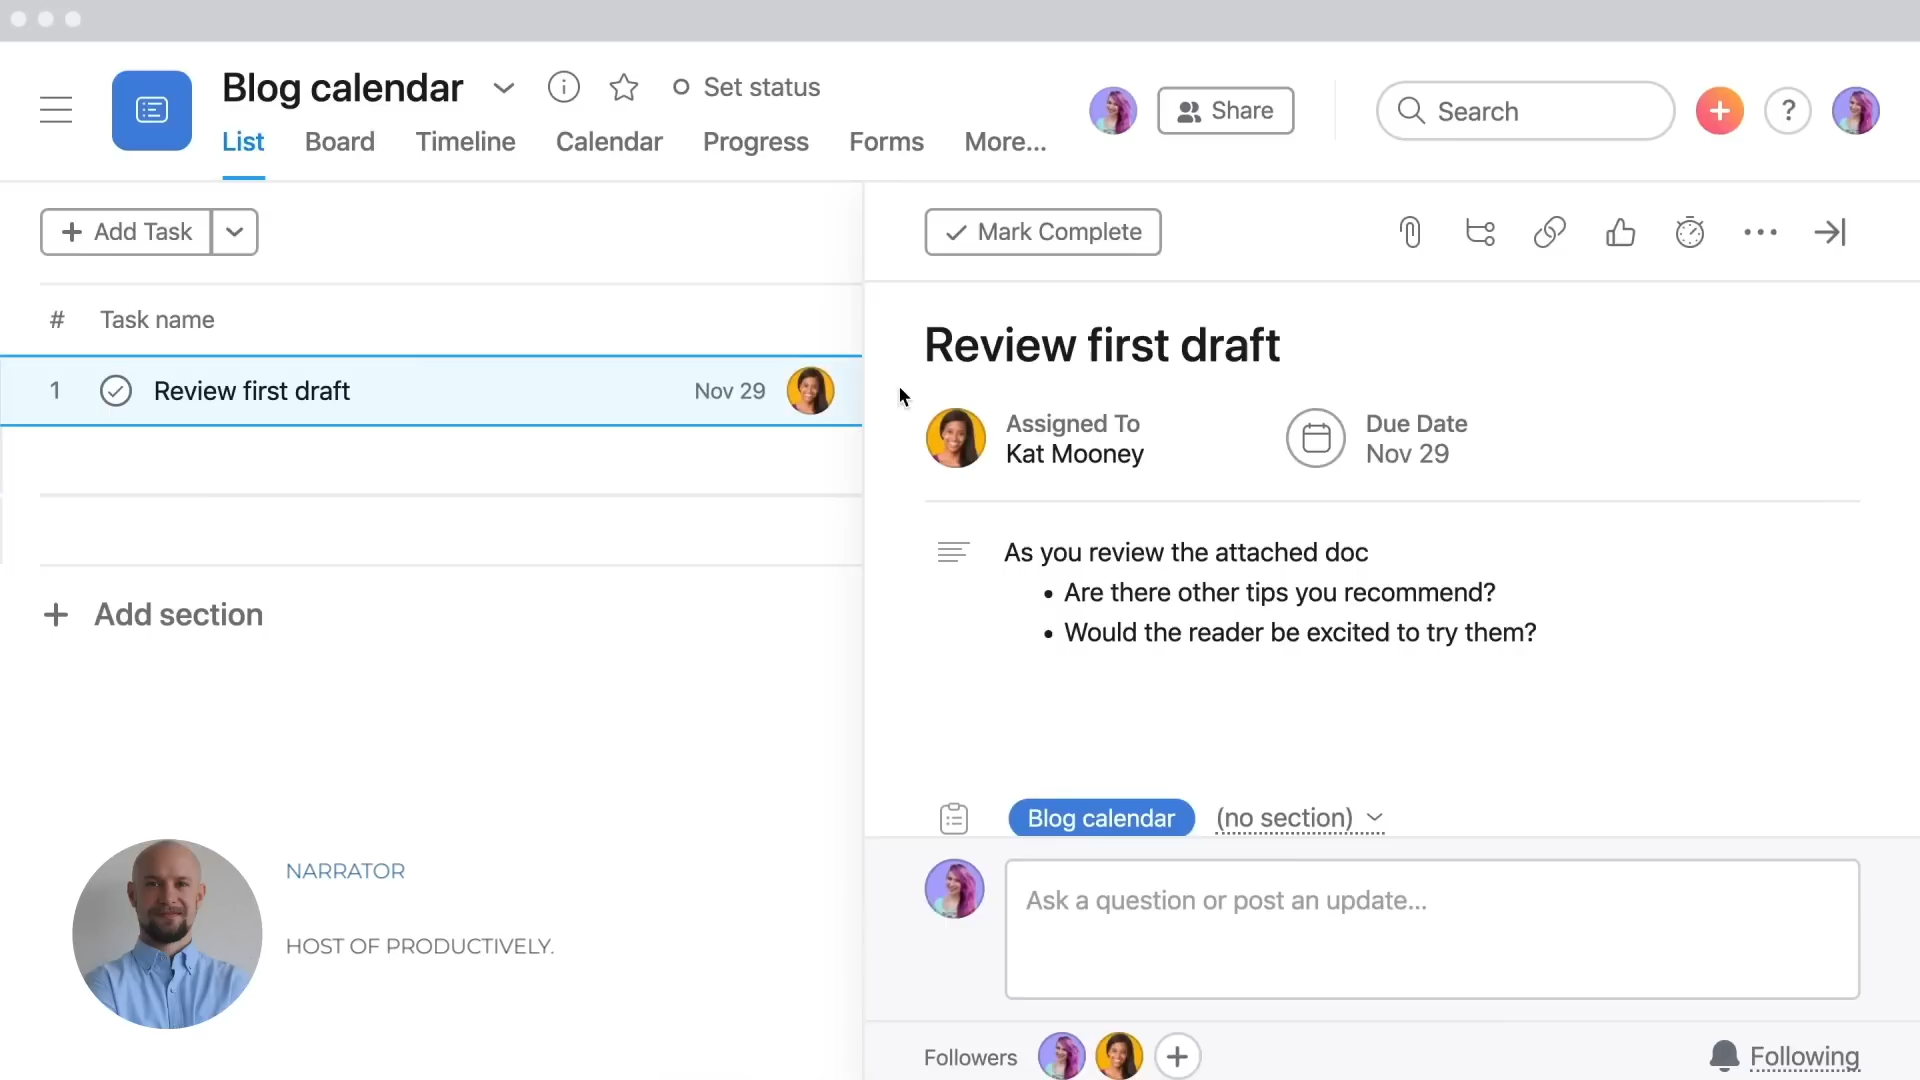 Blog calendar
Set status
List Board Timeline Calendar Progress Forms More...
Share
Search
?
Add Task
Mark Complete
# Task name
1 Review first draft Nov 29
Add section
Review first draft
Assigned To
Kat Mooney
Due Date
Nov 29
As you review the attached doc
• Are there other tips you recommend?
• Would the reader be excited to try them?
Blog calendar (no section)
Ask a question or post an update...
Followers
Following
NARRATOR
HOST OF PRODUCTIVELY.